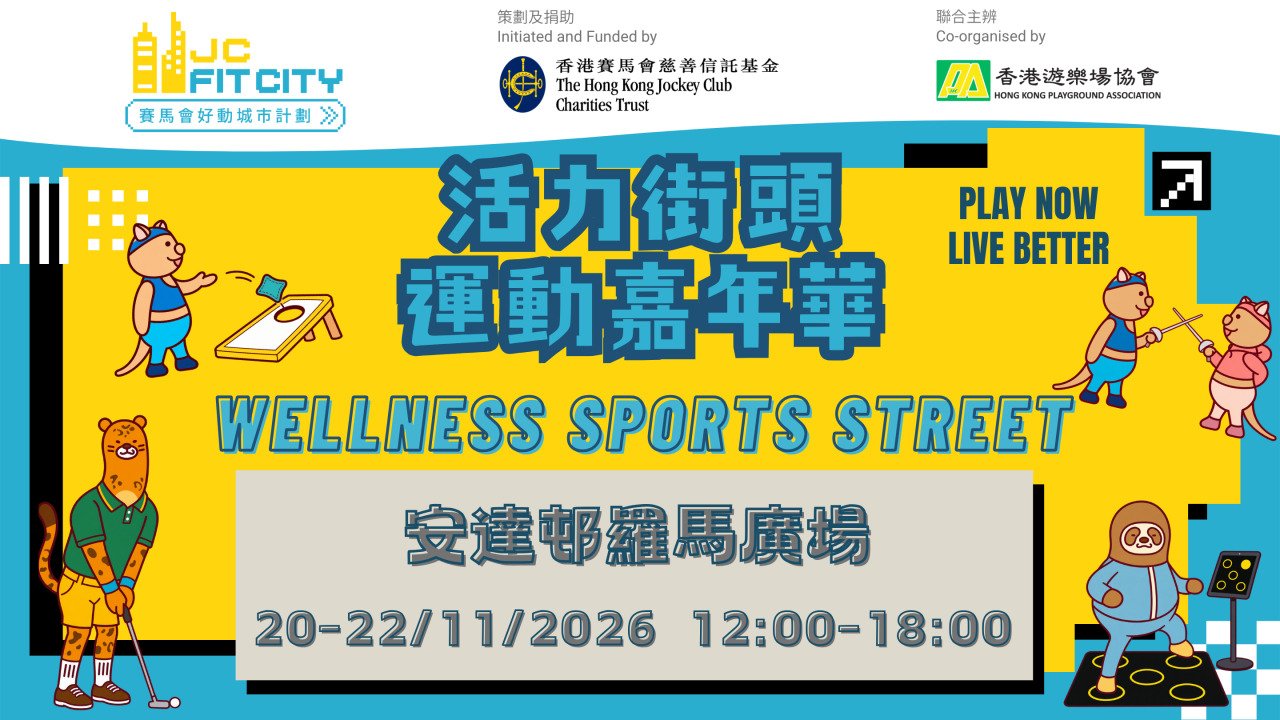 JC
FIT CITY
賽馬會好動城市計劃
策劃及捐助
Initiated and Funded by
香港賽馬會慈善信託基金
The Hong Kong Jockey Club
Charities Trust
聯合主辨
Co-organised by
香港遊樂場協會
HONG KONG PLAYGROUND ASSOCIATION
活力街頭
運動嘉年華
PLAY NOW
LIVE BETTER
WELLNESS SPORTS STREET
安達邨羅馬廣場
20-22/11/2026 12:00-18:00